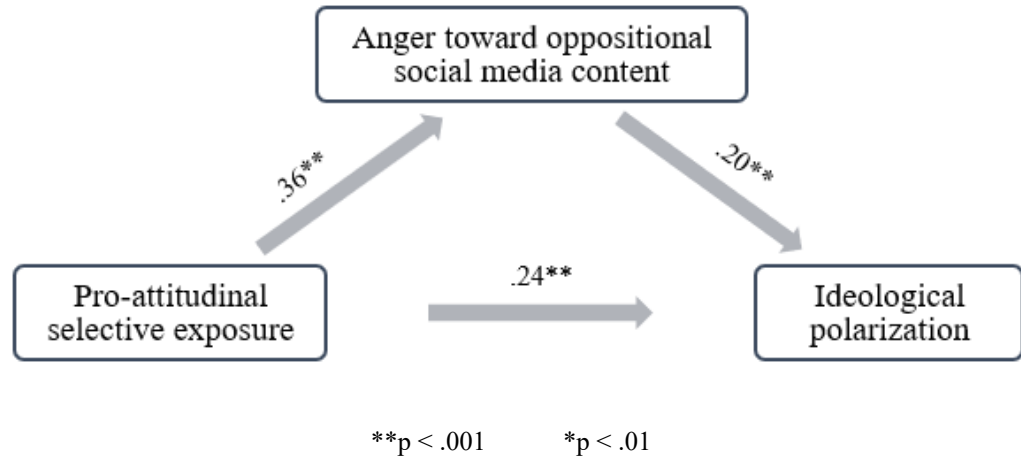 Anger toward oppositional
social media content
.36**
.20**
.24**
Pro-attitudinal
selective exposure
Ideological
polarization
**p < .001 *p < .01